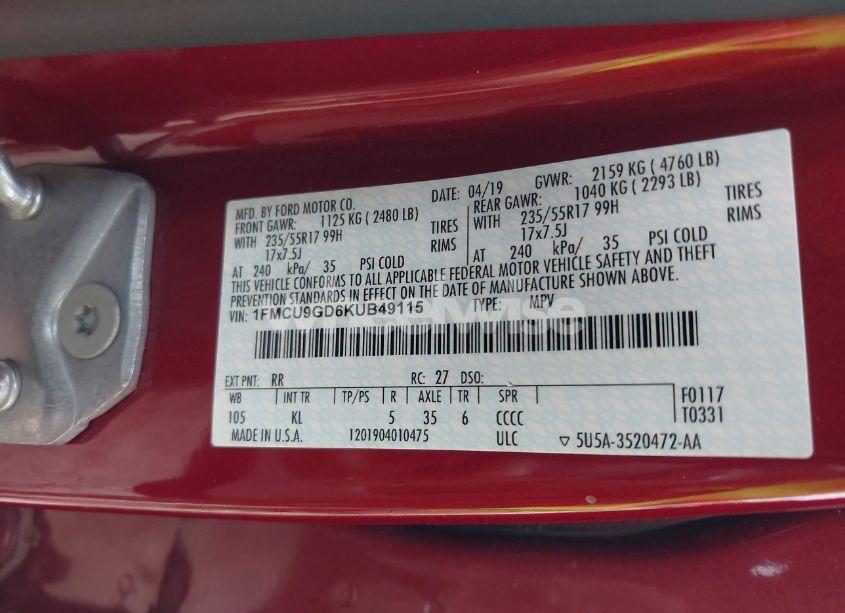 MFD. BY FORD MOTOR CO.
DATE: 04/19 GVWR: 2159 KG ( 4760 LB)
FRONT GAWR: 1125 KG ( 2480 LB)
REAR GAWR: 1040 KG ( 2293 LB)
WITH 235/55R17 99H TIRES
WITH 235/55R17 99H TIRES
17x7.5J RIMS
17x7.5J RIMS
AT 240 kPa/ 35 PSI COLD
AT 240 kPa/ 35 PSI COLD
THIS VEHICLE CONFORMS TO ALL APPLICABLE FEDERAL MOTOR VEHICLE SAFETY AND THEFT
PREVENTION STANDARDS IN EFFECT ON THE DATE OF MANUFACTURE SHOWN ABOVE.
VIN: 1FMCU9GD6KUB49115 TYPE: MPV
EXT PNT: RR RC: 27 DSO:
WB INT TR TP/PS R AXLE TR SPR F0117
105 KL 5 35 6 CCCC T0331
MADE IN U.S.A. 1201904010475 ULC ▽ 5U5A-3520472-AA